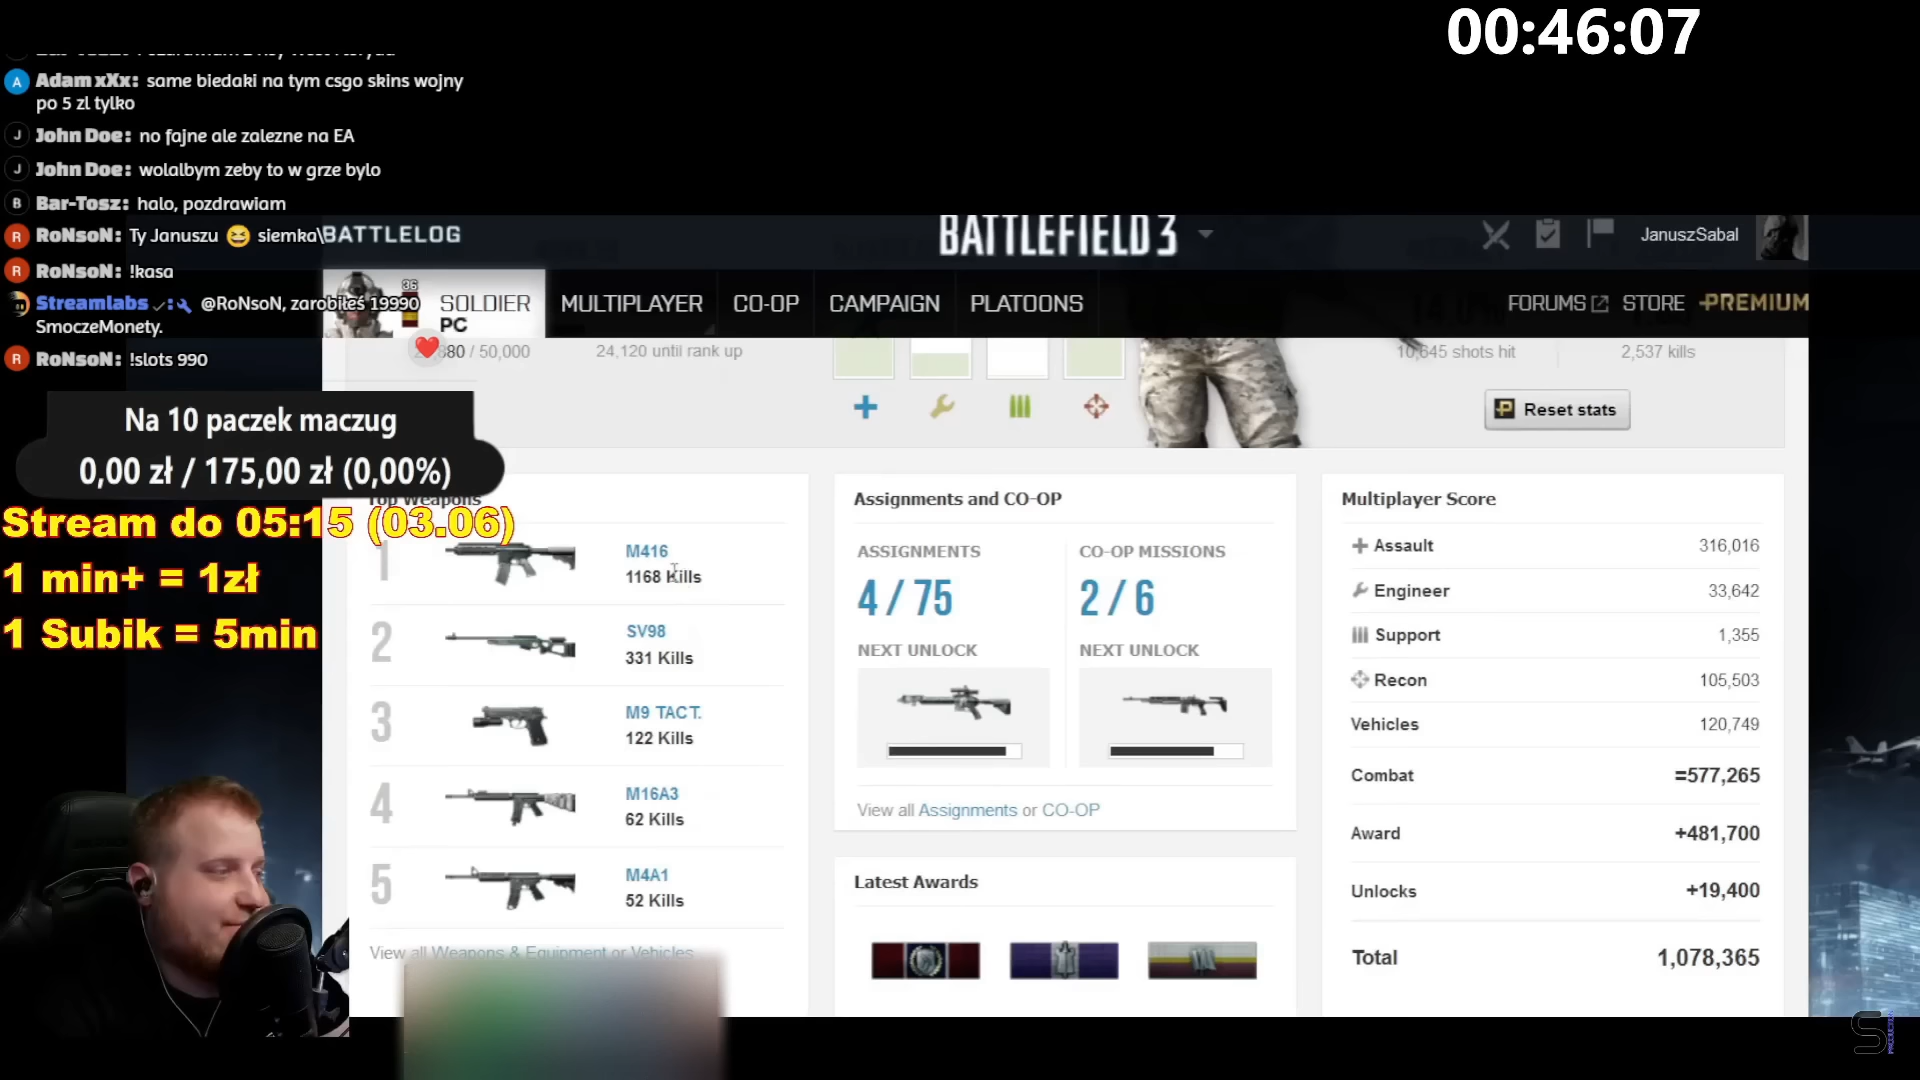 00:46:07
Adam xXx: same biedaki na tym csgo skins wojny
po 5 zl tylko
John Doe: no fajne ale zalezne na EA
John Doe: wolalbym zeby to w grze bylo
Bar-Tosz: halo, pozdrawiam
RoNsoN: Ty Januszu 😆 siemka\
RoNsoN: !kasa
Streamlabs: @RoNsoN, zarobiłeś 19990
SmoczeMonety.
RoNsoN: !slots 990
BATTLELOG
BATTLEFIELD 3
JanuszSabal
36
SOLDIER
PC
MULTIPLAYER
CO-OP
CAMPAIGN
PLATOONS
FORUMS
STORE
PREMIUM
880 / 50,000
24,120 until rank up
10,645 shots hit
2,537 kills
Reset stats
Na 10 paczek maczug
0,00 zł / 175,00 zł (0,00%)
Stream do 05:15 (03.06)
1 min+ = 1zł
1 Subik = 5min
Top Weapons
1
M416
1168 Kills
2
SV98
331 Kills
3
M9 TACT.
122 Kills
4
M16A3
62 Kills
5
M4A1
52 Kills
View all Weapons & Equipment or Vehicles
Assignments and CO-OP
ASSIGNMENTS
4 / 75
NEXT UNLOCK
CO-OP MISSIONS
2 / 6
NEXT UNLOCK
View all Assignments or CO-OP
Latest Awards
Multiplayer Score
Assault 316,016
Engineer 33,642
Support 1,355
Recon 105,503
Vehicles 120,749
Combat =577,265
Award +481,700
Unlocks +19,400
Total 1,078,365